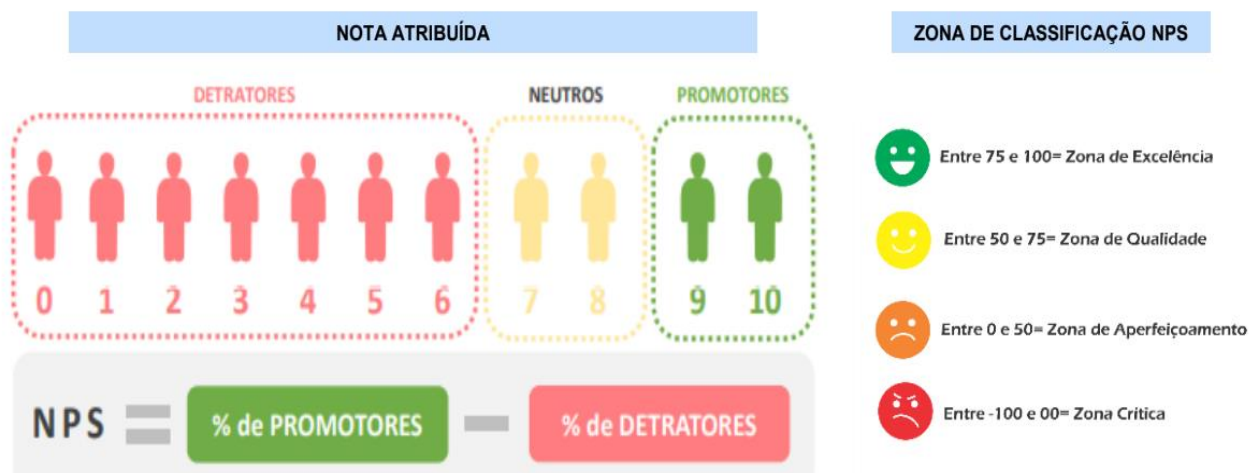 NOTA ATRIBUÍDA
ZONA DE CLASSIFICAÇÃO NPS
DETRATORES
NEUTROS
PROMOTORES
0 1 2 3 4 5 6 7 8 9 10
NPS = % de PROMOTORES - % de DETRATORES
Entre 75 e 100= Zona de Excelência
Entre 50 e 75= Zona de Qualidade
Entre 0 e 50= Zona de Aperfeiçoamento
Entre -100 e 00= Zona Critica